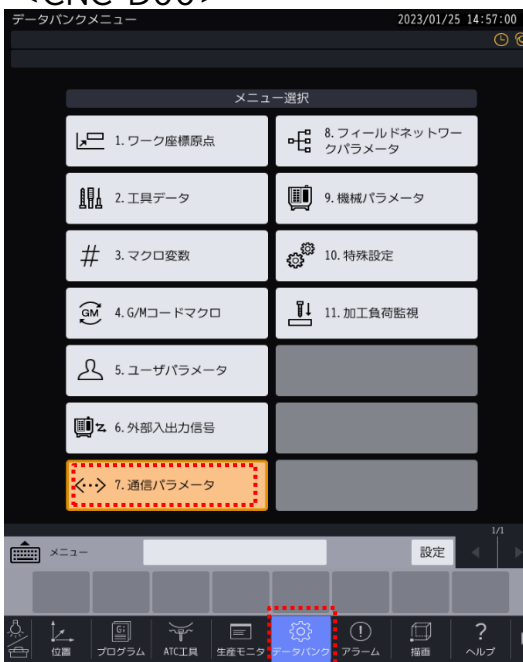 <CNC-D00>
データバンクメニュー 2023/01/25 14:57:00
メニュー選択
1. ワーク座標原点
2. 工具データ
3. マクロ変数
GM 4. G/Mコードマクロ
5. ユーザパラメータ
6. 外部入出力信号
7. 通信パラメータ
8. フィールドネットワー
クパラメータ
9. 機械パラメータ
10. 特殊設定
11. 加工負荷監視
1/1
メニュー 設定
位置 プログラム ATC工具 生産モニタ データバンク アラーム 描画 ヘルプ